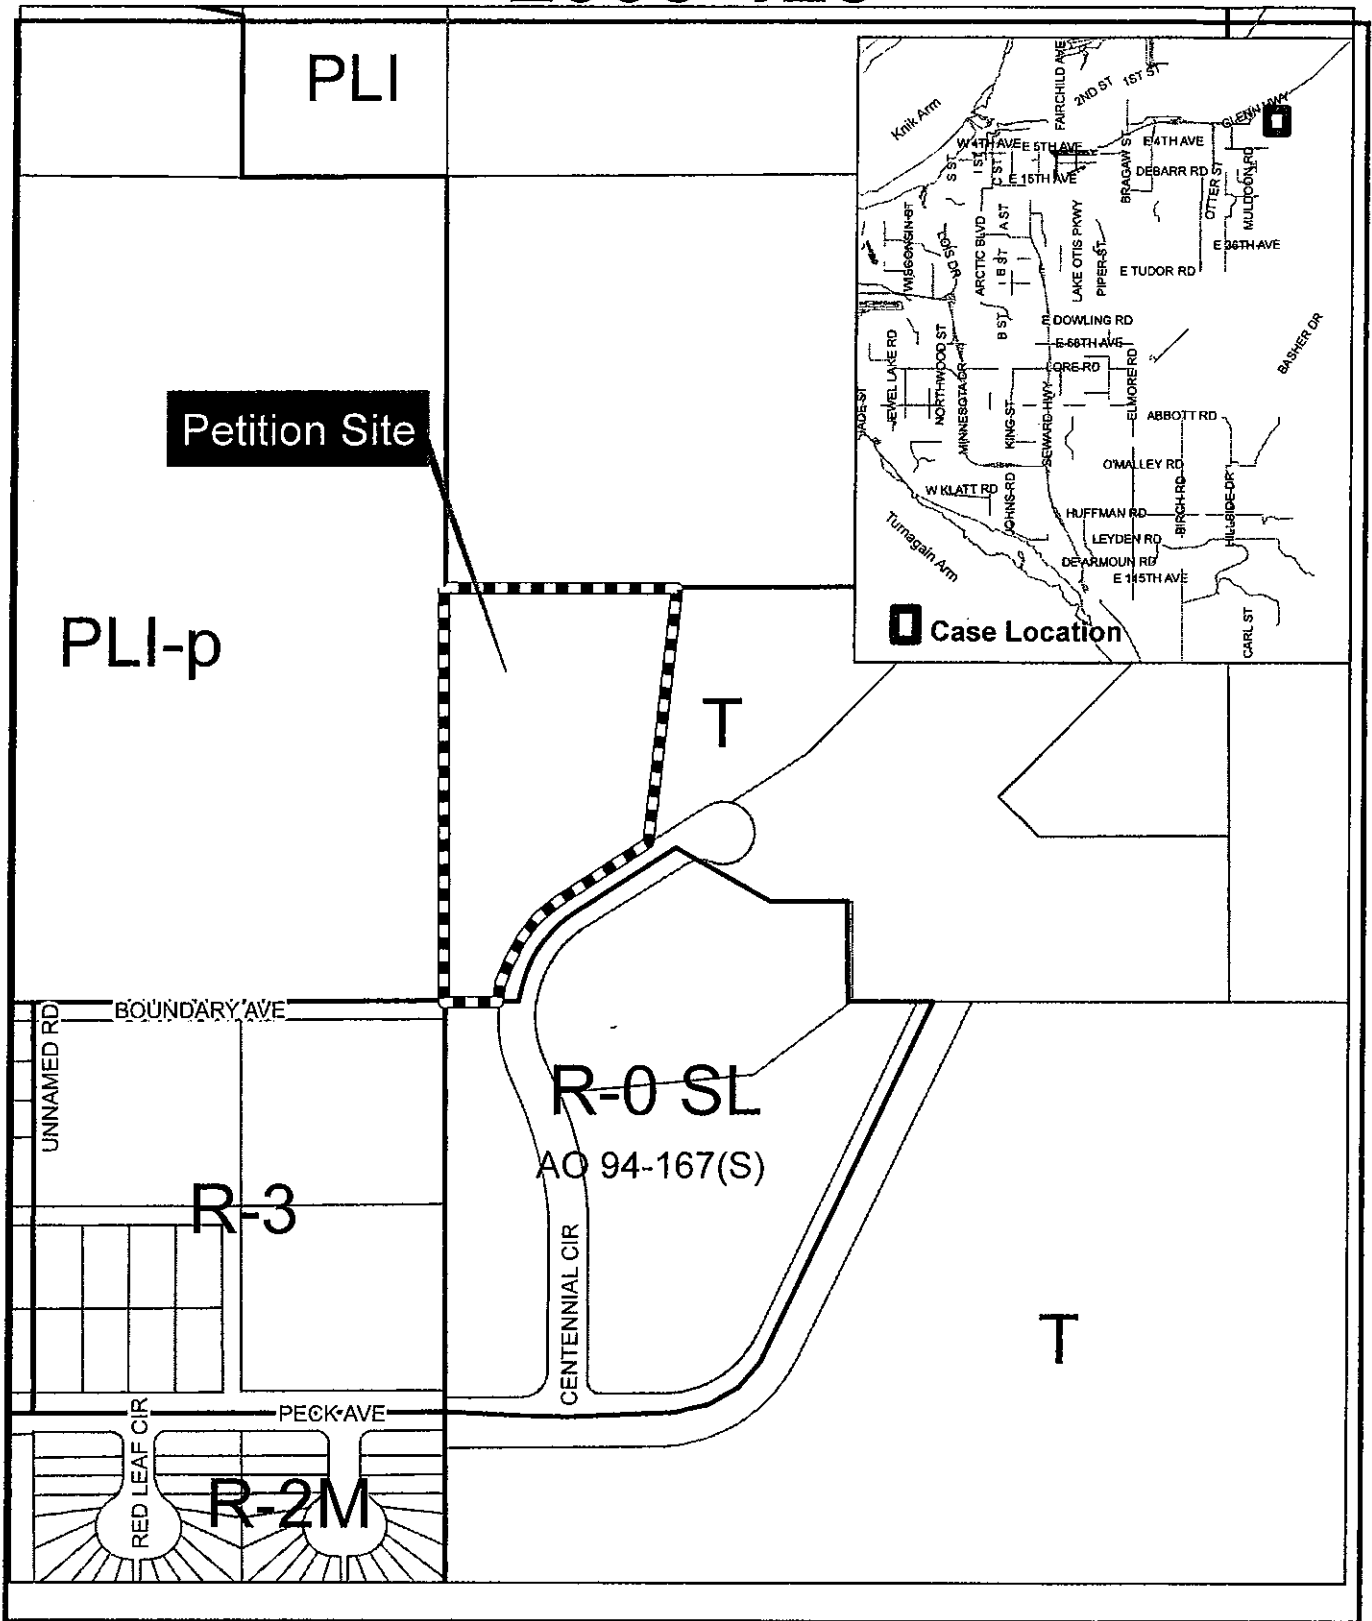 PLI
Petition Site
PLI-p
T
BOUNDARY AVE
UNNAMED RD
R-0 SL
AO 94-167(S)
R-3
CENTENNIAL CIR
T
PECK AVE
RED LEAF CIR
R-2M
Knik Arm
FAIRCHILD AVE
2ND ST
1ST ST
GLENN HWY
W 4TH AVE
E 5TH AVE
E 4TH AVE
BRAGAW ST
S ST
I ST
C ST
E 15TH AVE
DEBARR RD
OTTER ST
MULDOON RD
WISCONSIN ST
ARCTIC BLVD
A ST
B ST
LAKE OTIS PKWY
PIPER ST
E 36TH AVE
E TUDOR RD
B ST
E DOWLING RD
E 68TH AVE
JEWEL LAKE RD
NORTHWOOD ST
MINNESOTA DR
ORE RD
ELMORE RD
BASHER DR
JADE ST
KING ST
SEWARD HWY
ABBOTT RD
O'MALLEY RD
W KLATT RD
JOHNS RD
BIRCH RD
HILLSIDE DR
HUFFMAN RD
LEYDEN RD
Turnagain Arm
DE ARMOUN RD
E 145TH AVE
CARL ST
Case Location